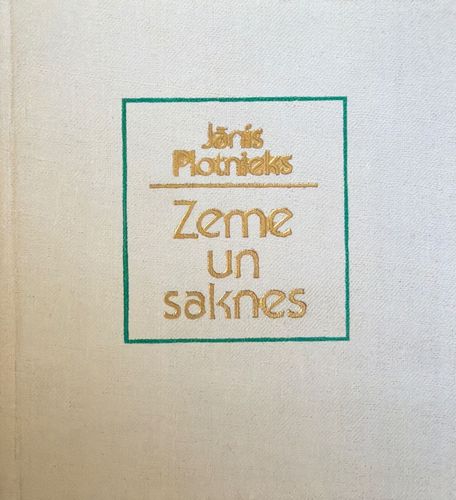 Jānis
Plotnieks
Zeme
un
saknes